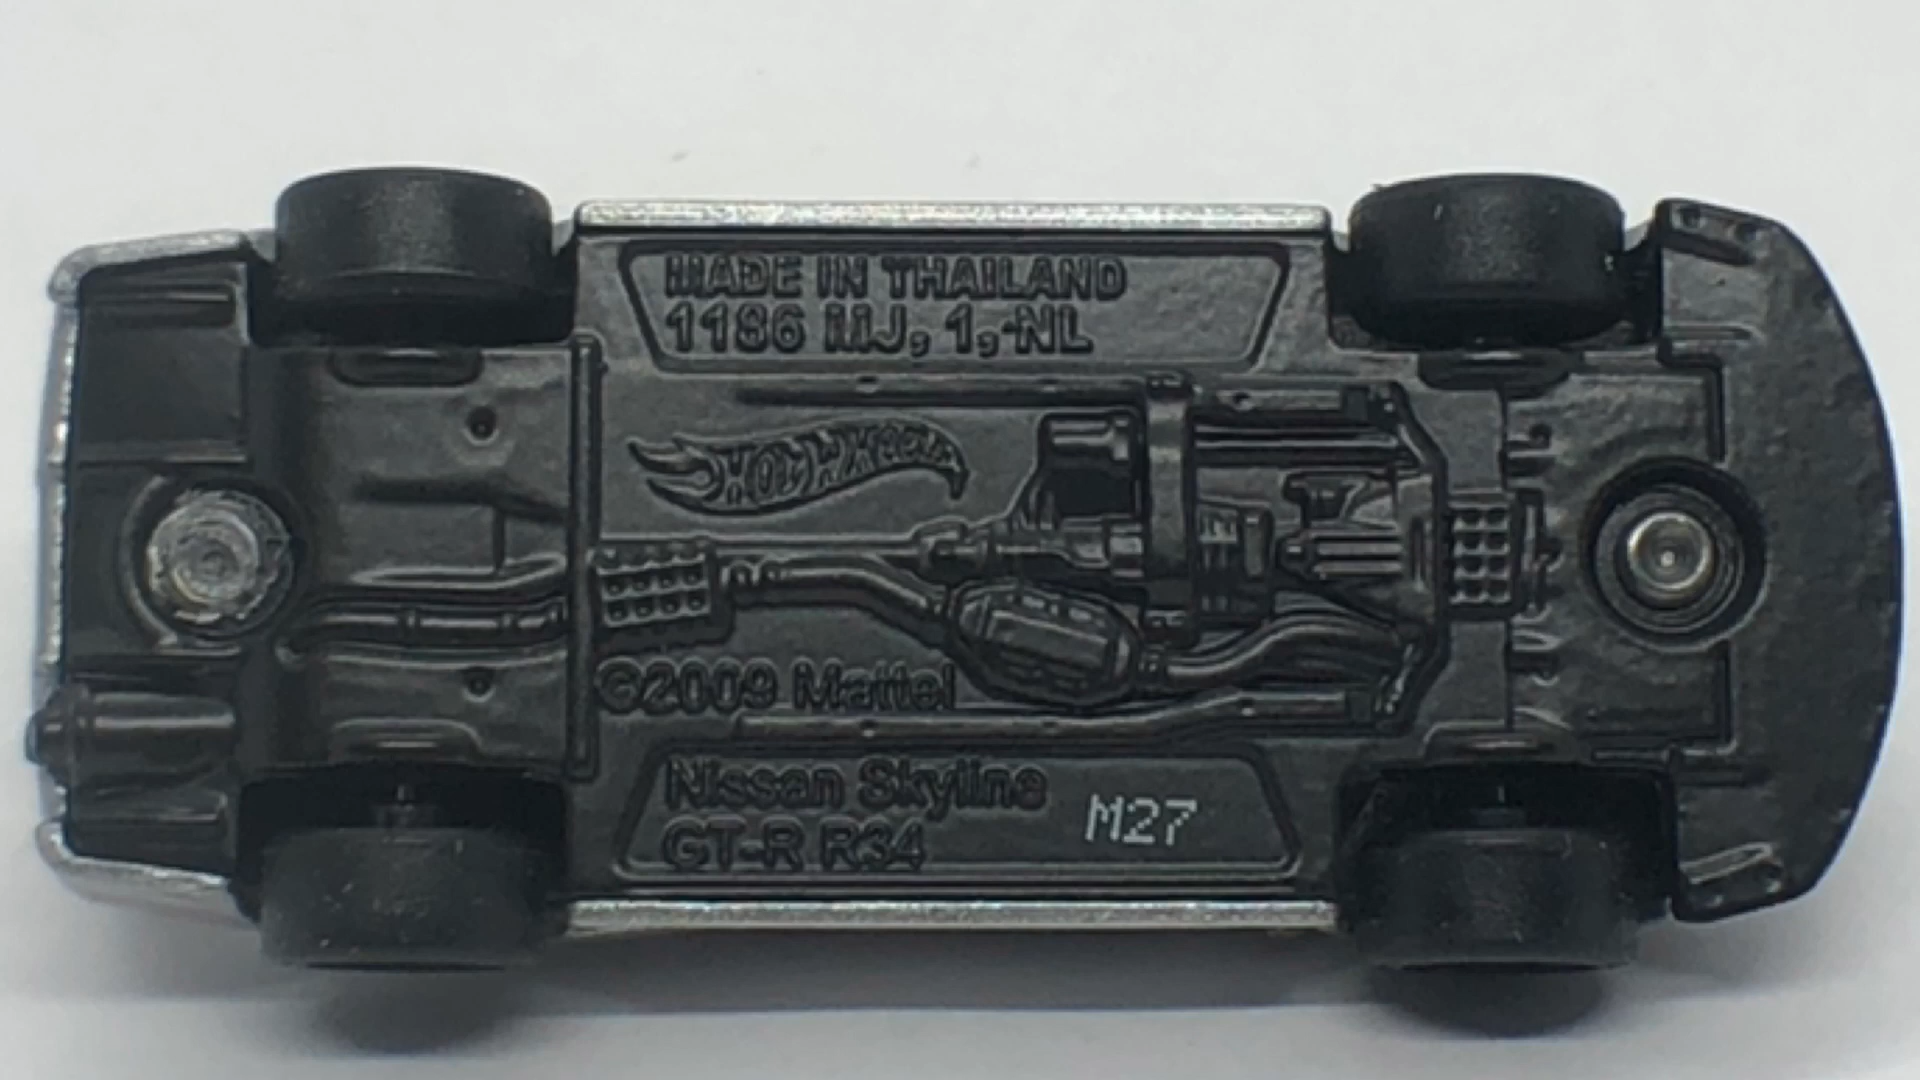 MADE IN THAILAND
1186 MJ, 1, NL
HOT WHEELS
©2009 Mattel
Nissan Skyline
GT-R R34
M27